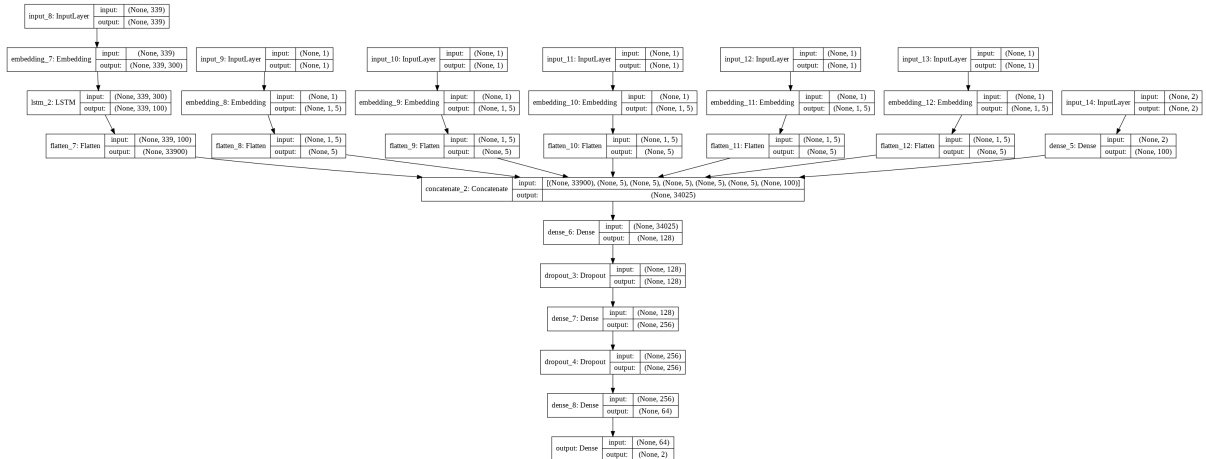 input_8: InputLayer input: (None, 339)
output: (None, 339)
embedding_7: Embedding input: (None, 339)
output: (None, 339, 300)
input_9: InputLayer input: (None, 1)
output: (None, 1)
input_10: InputLayer input: (None, 1)
output: (None, 1)
input_11: InputLayer input: (None, 1)
output: (None, 1)
input_12: InputLayer input: (None, 1)
output: (None, 1)
input_13: InputLayer input: (None, 1)
output: (None, 1)
lstm_2: LSTM input: (None, 339, 300)
output: (None, 339, 100)
embedding_8: Embedding input: (None, 1)
output: (None, 1, 5)
embedding_9: Embedding input: (None, 1)
output: (None, 1, 5)
embedding_10: Embedding input: (None, 1)
output: (None, 1, 5)
embedding_11: Embedding input: (None, 1)
output: (None, 1, 5)
embedding_12: Embedding input: (None, 1)
output: (None, 1, 5)
input_14: InputLayer input: (None, 2)
output: (None, 2)
flatten_7: Flatten input: (None, 339, 100)
output: (None, 33900)
flatten_8: Flatten input: (None, 1, 5)
output: (None, 5)
flatten_9: Flatten input: (None, 1, 5)
output: (None, 5)
flatten_10: Flatten input: (None, 1, 5)
output: (None, 5)
flatten_11: Flatten input: (None, 1, 5)
output: (None, 5)
flatten_12: Flatten input: (None, 1, 5)
output: (None, 5)
dense_5: Dense input: (None, 2)
output: (None, 100)
concatenate_2: Concatenate input: [(None, 33900), (None, 5), (None, 5), (None, 5), (None, 5), (None, 5), (None, 100)]
output: (None, 34025)
dense_6: Dense input: (None, 34025)
output: (None, 128)
dropout_3: Dropout input: (None, 128)
output: (None, 128)
dense_7: Dense input: (None, 128)
output: (None, 256)
dropout_4: Dropout input: (None, 256)
output: (None, 256)
dense_8: Dense input: (None, 256)
output: (None, 64)
output: Dense input: (None, 64)
output: (None, 2)